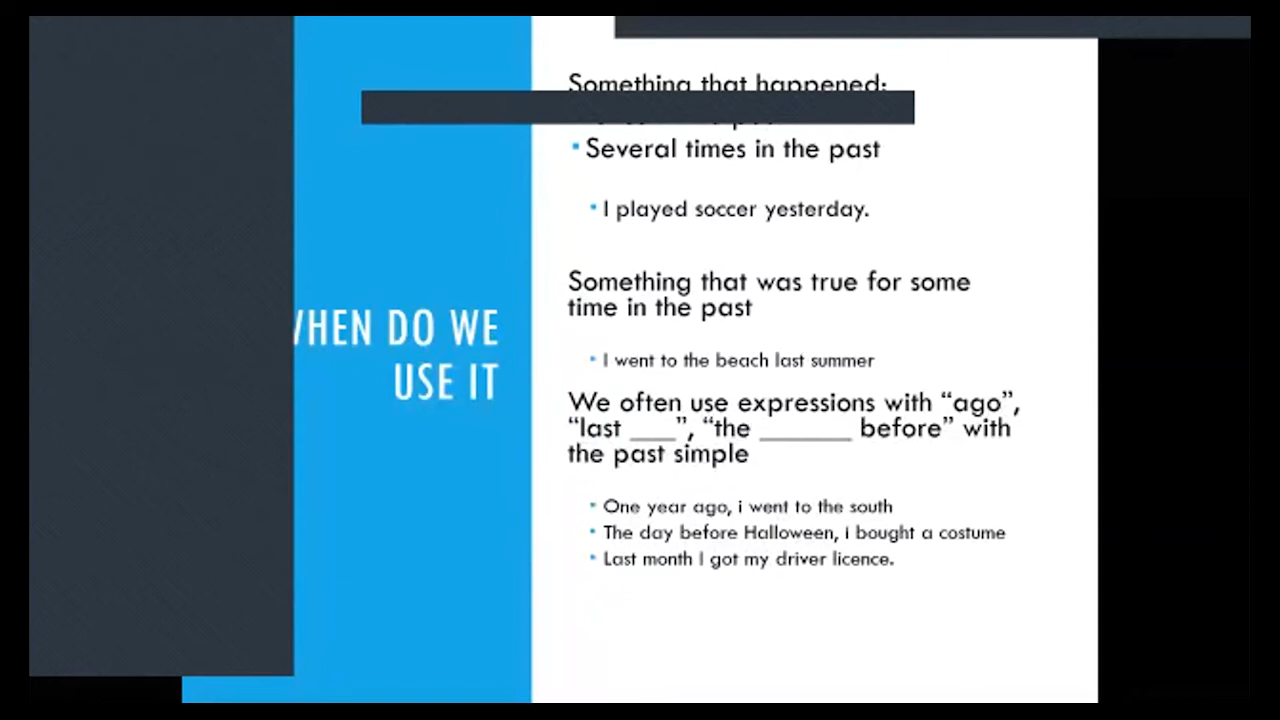 WHEN DO WE
USE IT
Something that happened:
Several times in the past
I played soccer yesterday.
Something that was true for some
time in the past
I went to the beach last summer
We often use expressions with “ago”,
“last ___”, “the ______ before” with
the past simple
One year ago, i went to the south
The day before Halloween, i bought a costume
Last month I got my driver licence.